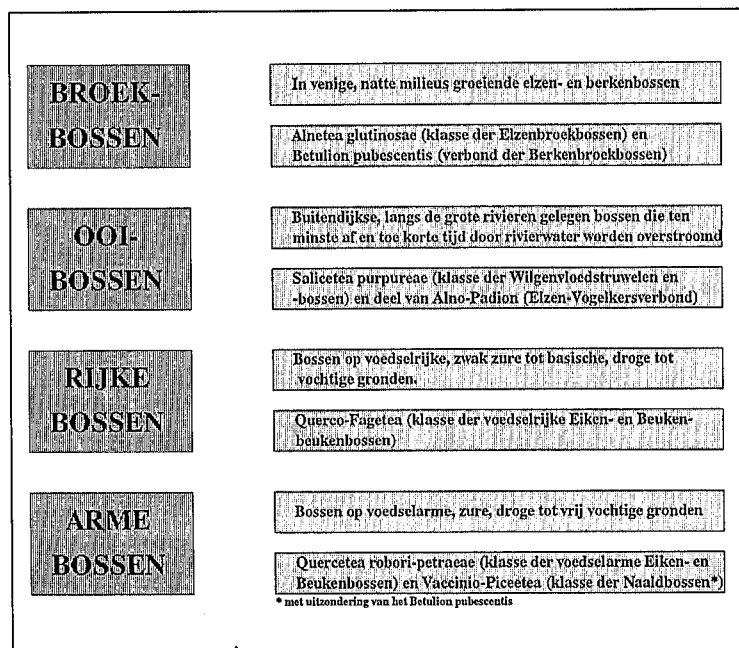 BROEK-
BOSSEN
In venige, natte milieus groeiende elzen- en berkenbossen
Alnetea glutinosae (klasse der Elzenbroekbossen) en
Betulion pubescentis (verbond der Berkenbroekbossen)
OOI-
BOSSEN
Buitendijkse, langs de grote rivieren gelegen bossen die ten
minste af en toe korte tijd door rivierwater worden overstroomd
Salicetea purpureae (klasse der Wilgenvloedstruwelen en
-bossen) en deel van Alno-Padion (Elzen-Vogelkersverbond)
RIJKE
BOSSEN
Bossen op voedselrijke, zwak zure tot basische, droge tot
vochtige gronden.
Querco-Fagetea (klasse der voedselrijke Eiken- en Beuken-
beukenbossen)
ARME
BOSSEN
Bossen op voedselarme, zure, droge tot vrij vochtige gronden
Quercetea robori-petraeae (klasse der voedselarme Eiken- en
Beukenbossen) en Vaccinio-Piceetea (klasse der Naaldbossen*)
* met uitzondering van het Betulion pubescentis